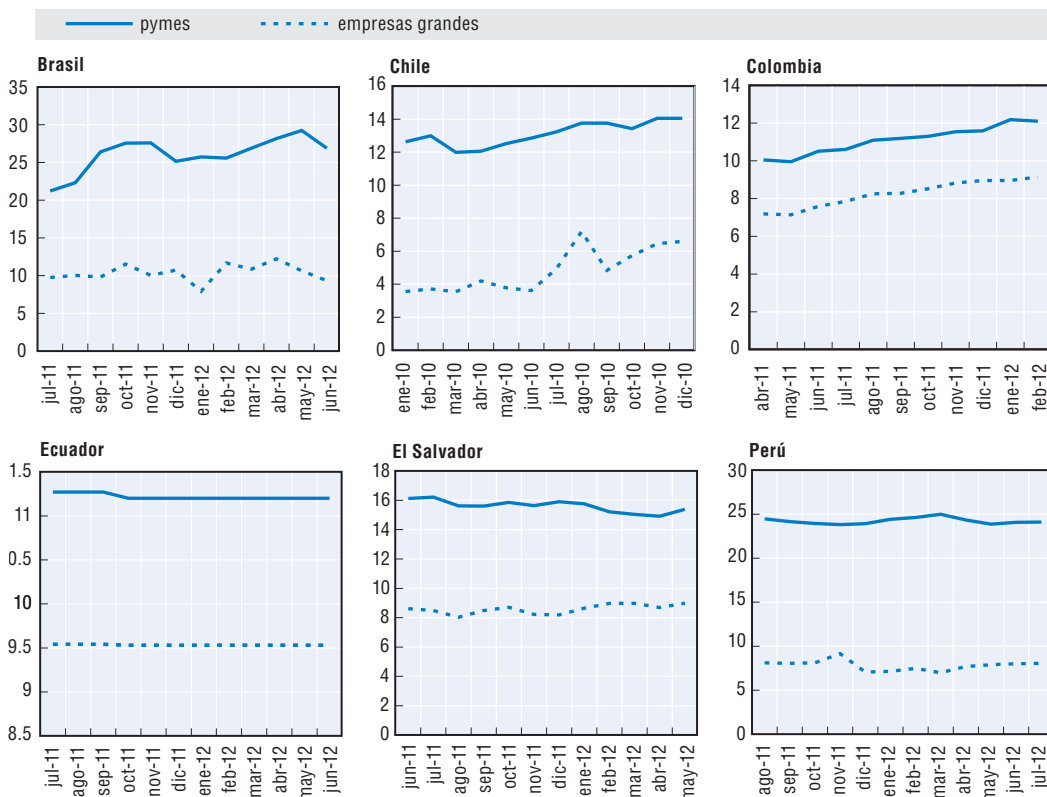 pymes empresas grandes
Brasil
35
30
25
20
15
10
5
0
jul-11
ago-11
sep-11
oct-11
nov-11
dic-11
ene-12
feb-12
mar-12
abr-12
may-12
jun-12
Chile
16
14
12
10
8
6
4
2
0
ene-10
feb-10
mar-10
abr-10
may-10
jun-10
jul-10
ago-10
sep-10
oct-10
nov-10
dic-10
Colombia
14
12
10
8
6
4
2
0
abr-11
may-11
jun-11
jul-11
ago-11
sep-11
oct-11
nov-11
dic-11
ene-12
feb-12
Ecuador
1.5
11
0.5
10
9.5
9
8.5
jul-11
ago-11
sep-11
oct-11
nov-11
dic-11
ene-12
feb-12
mar-12
abr-12
may-12
jun-12
El Salvador
18
16
14
12
10
8
6
4
2
0
jun-11
jul-11
ago-11
sep-11
oct-11
nov-11
dic-11
ene-12
feb-12
mar-12
abr-12
may-12
Perú
30
25
20
15
10
5
0
ago-11
sep-11
oct-11
nov-11
dic-11
ene-12
feb-12
mar-12
abr-12
may-12
jun-12
jul-12